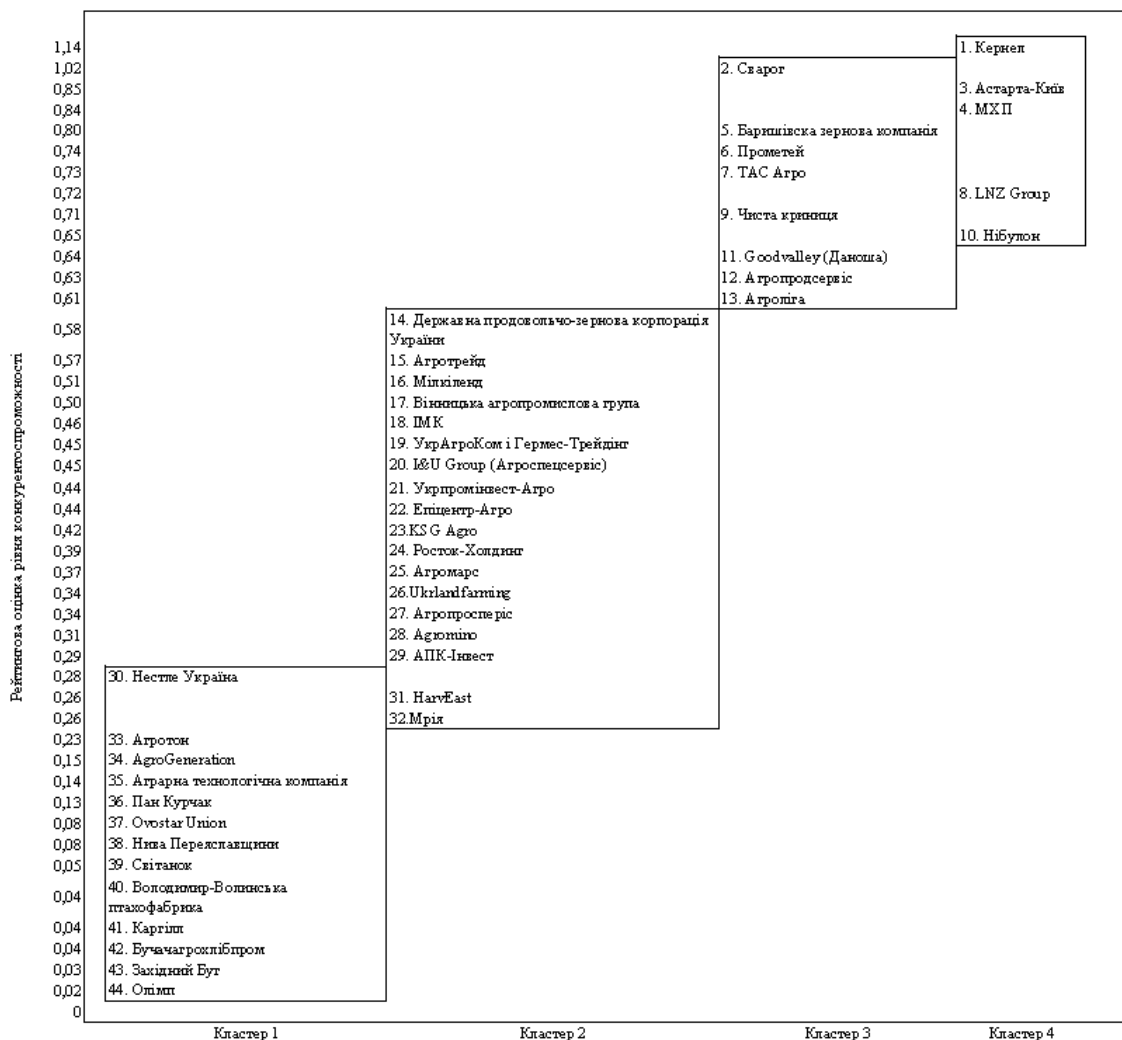 Рейтингова оцінка рівня конкурентоспроможності
1,14 1. Кернел
1,02 2. Сварог
0,85 3. Астарта-Київ
0,84 4. МХП
0,80 5. Баришівска зернова компанія
0,74 6. Прометей
0,73 7. ТАС Агро
0,72 8. LNZ Group
0,71 9. Чиста криниця
0,65 10. Нібулон
0,64 11. Goodvalley (Даноша)
0,63 12. Агропродсервіс
0,61 13. Агроліга
0,58 14. Державна продовольчо-зернова корпорація
України
0,57 15. Агротрейд
0,51 16. Мілкіленд
0,50 17. Вінницька агропромислова група
0,46 18. ІМК
0,45 19. УкрАгроКом і Гермес-Трейдінг
0,45 20. I&U Group (Агроспецсервіс)
0,44 21. Укрпромінвест-Агро
0,44 22. Епіцентр-Агро
0,42 23.KSG Agro
0,39 24. Росток-Холдинг
0,37 25. Агромарс
0,34 26.Ukrlandfarming
0,34 27. Агропросперіс
0,31 28. Agromino
0,29 29. АПК-Інвест
0,28 30. Нестле Україна
0,26 31. HarvEast
0,26 32.Мрія
0,23 33. Агротон
0,15 34. AgroGeneration
0,14 35. Аграрна технологічна компанія
0,13 36. Пан Курчак
0,08 37. Ovostar Union
0,08 38. Нива Переяславщини
0,05 39. Світанок
0,04 40. Володимир-Волинська
птахофабрика
0,04 41. Каргілл
0,04 42. Бучачагрохлібпром
0,03 43. Західний Буг
0,02 44. Олімп
0
Кластер 1 Кластер 2 Кластер 3 Кластер 4